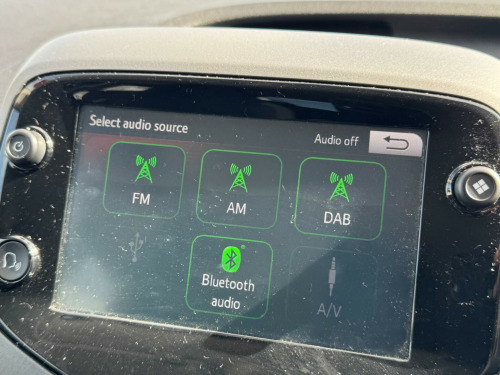 Select audio source
Audio off
FM
AM
DAB
Bluetooth
audio
A/V